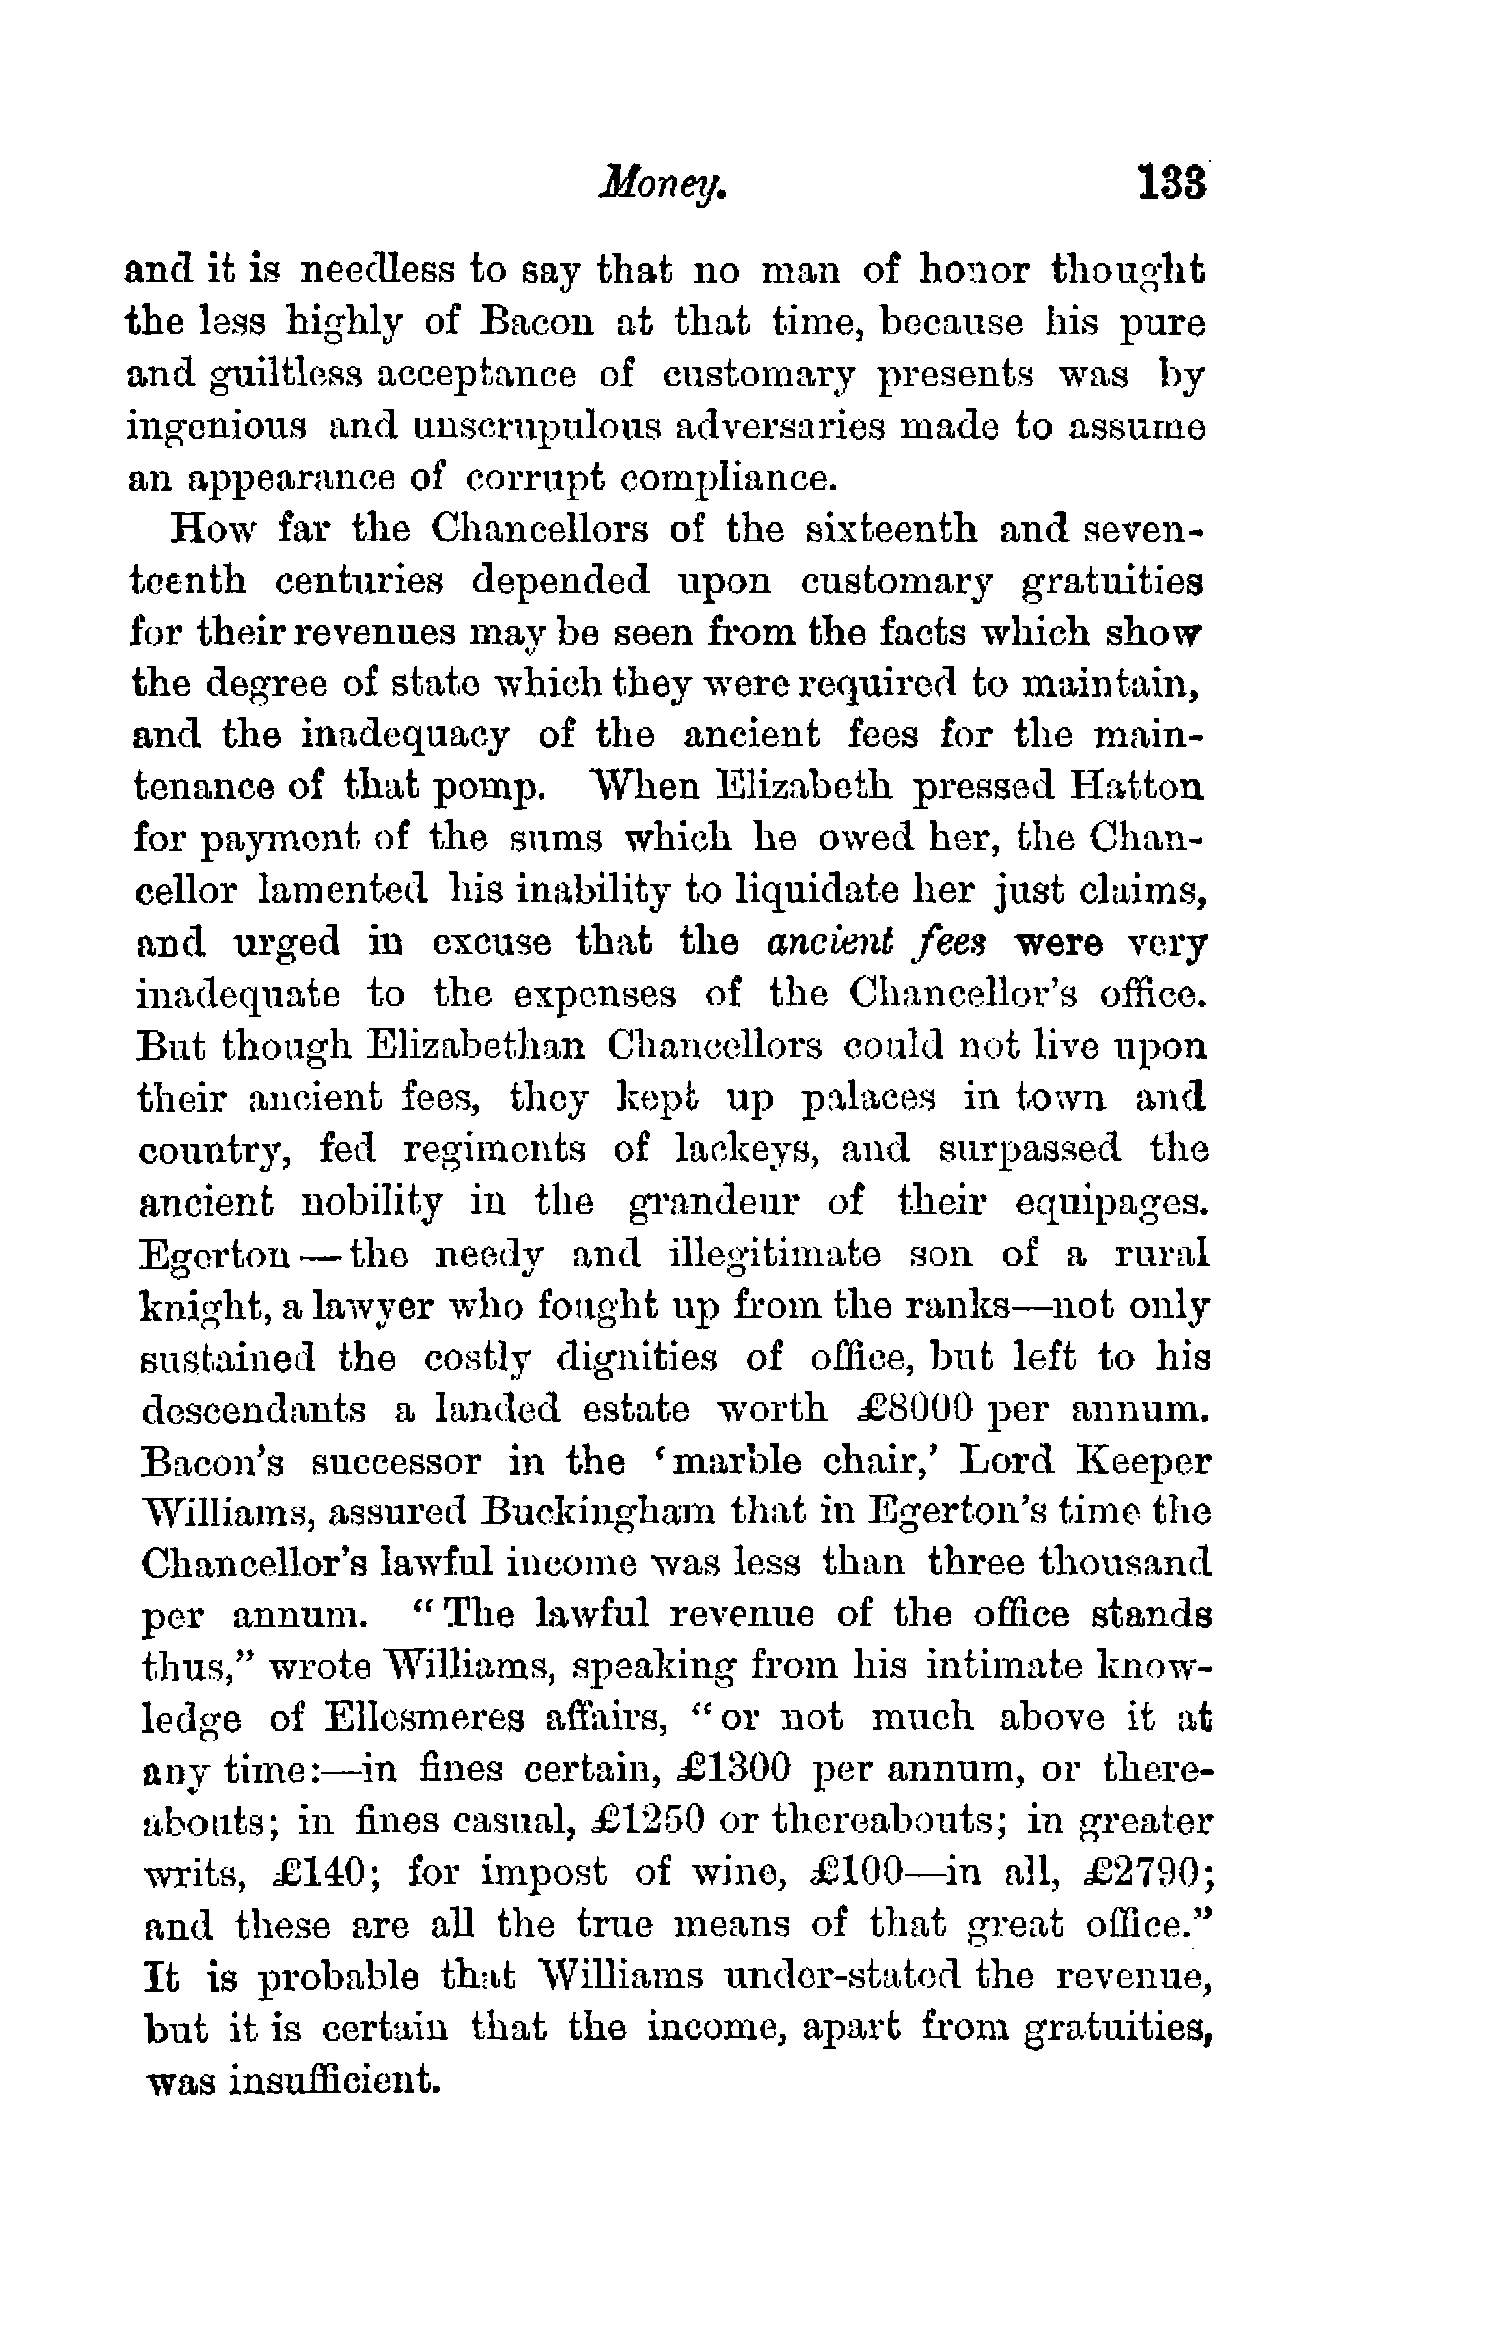 Money. 133
and it is needless to say that no man of honor thought
the less highly of Bacon at that time, because his pure
and guiltless acceptance of customary presents was by
ingenious and unscrupulous adversaries made to assume
an appearance of corrupt compliance.
How far the Chancellors of the sixteenth and seven-
teenth centuries depended upon customary gratuities
for their revenues may be seen from the facts which show
the degree of state which they were required to maintain,
and the inadequacy of the ancient fees for the main-
tenance of that pomp. When Elizabeth pressed Hatton
for payment of the sums which he owed her, the Chan-
cellor lamented his inability to liquidate her just claims,
and urged in excuse that the ancient fees were very
inadequate to the expenses of the Chancellor's office.
But though Elizabethan Chancellors could not live upon
their ancient fees, they kept up palaces in town and
country, fed regiments of lackeys, and surpassed the
ancient nobility in the grandeur of their equipages.
Egerton — the needy and illegitimate son of a rural
knight, a lawyer who fought up from the ranks—not only
sustained the costly dignities of office, but left to his
descendants a landed estate worth £8000 per annum.
Bacon's successor in the 'marble chair,' Lord Keeper
Williams, assured Buckingham that in Egerton's time the
Chancellor's lawful income was less than three thousand
per annum. "The lawful revenue of the office stands
thus," wrote Williams, speaking from his intimate know-
ledge of Ellesmeres affairs, "or not much above it at
any time:—in fines certain, £1300 per annum, or there-
abouts; in fines casual, £1250 or thereabouts; in greater
writs, £140; for impost of wine, £100—in all, £2790;
and these are all the true means of that great office."
It is probable that Williams under-stated the revenue,
but it is certain that the income, apart from gratuities,
was insufficient.